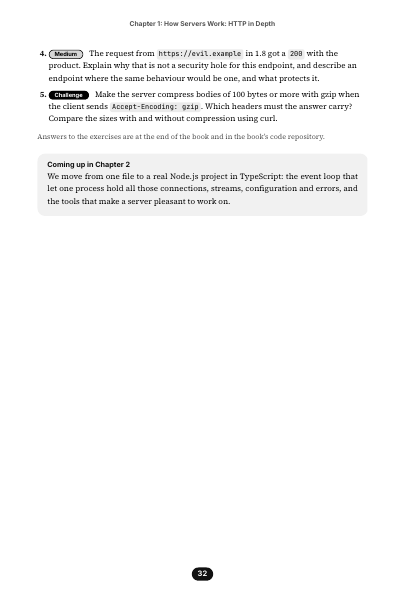 Chapter 1: How Servers Work: HTTP in Depth
4. Medium The request from https://evil.example in 1.8 got a 200 with the
product. Explain why that is not a security hole for this endpoint, and describe an
endpoint where the same behaviour would be one, and what protects it.
5. Challenge Make the server compress bodies of 100 bytes or more with gzip when
the client sends Accept-Encoding: gzip. Which headers must the answer carry?
Compare the sizes with and without compression using curl.
Answers to the exercises are at the end of the book and in the book's code repository.
Coming up in Chapter 2
We move from one file to a real Node.js project in TypeScript: the event loop that
let one process hold all those connections, streams, configuration and errors, and
the tools that make a server pleasant to work on.
32